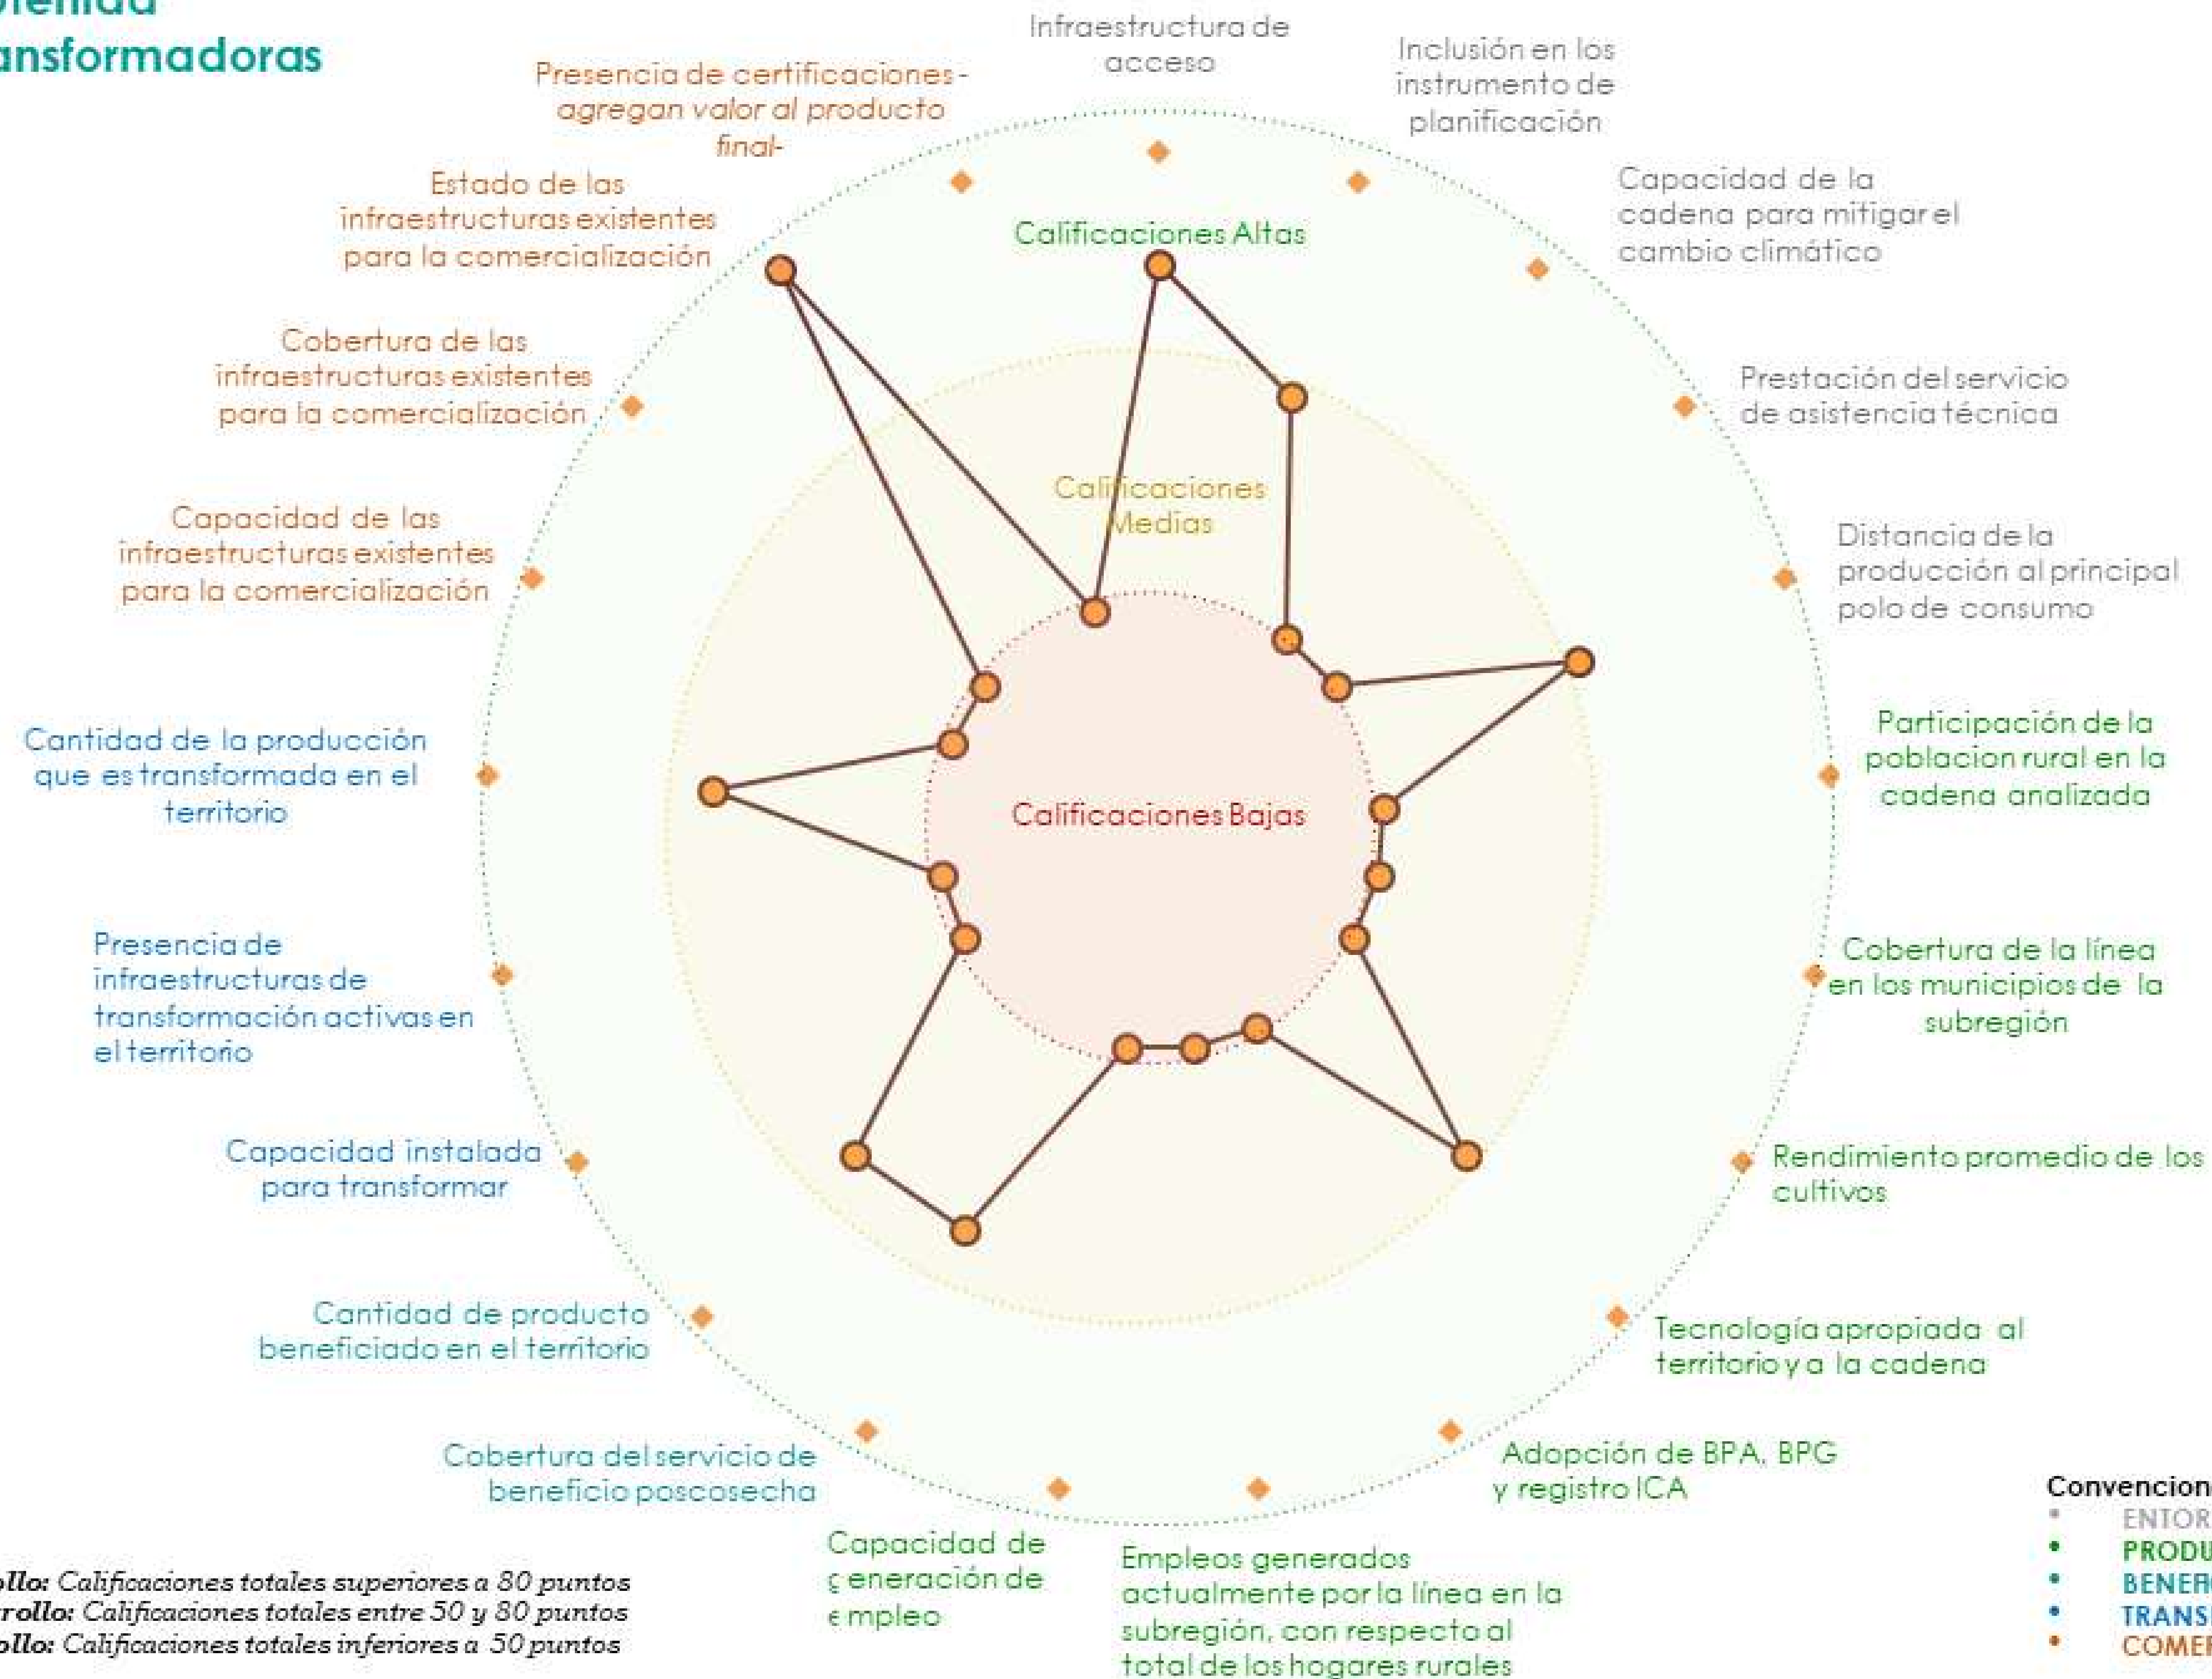 ansformadoras
Infraestructura de
acceso
Inclusión en los
instrumento de
planificación
Capacidad de la
cadena para mitigar el
cambio climático
Prestación del servicio
de asistencia técnica
Distancia de la
producción al principal
polo de consumo
Participación de la
poblacion rural en la
cadena analizada
Cobertura de la línea
en los municipios de la
subregión
Rendimiento promedio de los
cultivos
Tecnología apropiada al
territorio y a la cadena
Adopción de BPA, BPG
y registro ICA
Empleos generados
actualmente por la línea en la
subregión, con respecto al
total de los hogares rurales
Capacidad de
generación de
empleo
Cobertura del servicio de
beneficio poscosecha
Cantidad de producto
beneficiado en el territorio
Capacidad instalada
para transformar
Presencia de
infraestructuras de
transformación activas en
el territorio
Cantidad de la producción
que es transformada en el
territorio
Capacidad de las
infraestructuras existentes
para la comercialización
Cobertura de las
infraestructuras existentes
para la comercialización
Estado de las
infraestructuras existentes
para la comercialización
Presencia de certificaciones -
agregan valor al producto
final-
Calificaciones Altas
Calificaciones
Medias
Calificaciones Bajas
ollo: Calificaciones totales superiores a 80 puntos
rrollo: Calificaciones totales entre 50 y 80 puntos
ollo: Calificaciones totales inferiores a 50 puntos
Convencion
• ENTOR
• PRODU
• BENEFI
• TRANS
• COMER